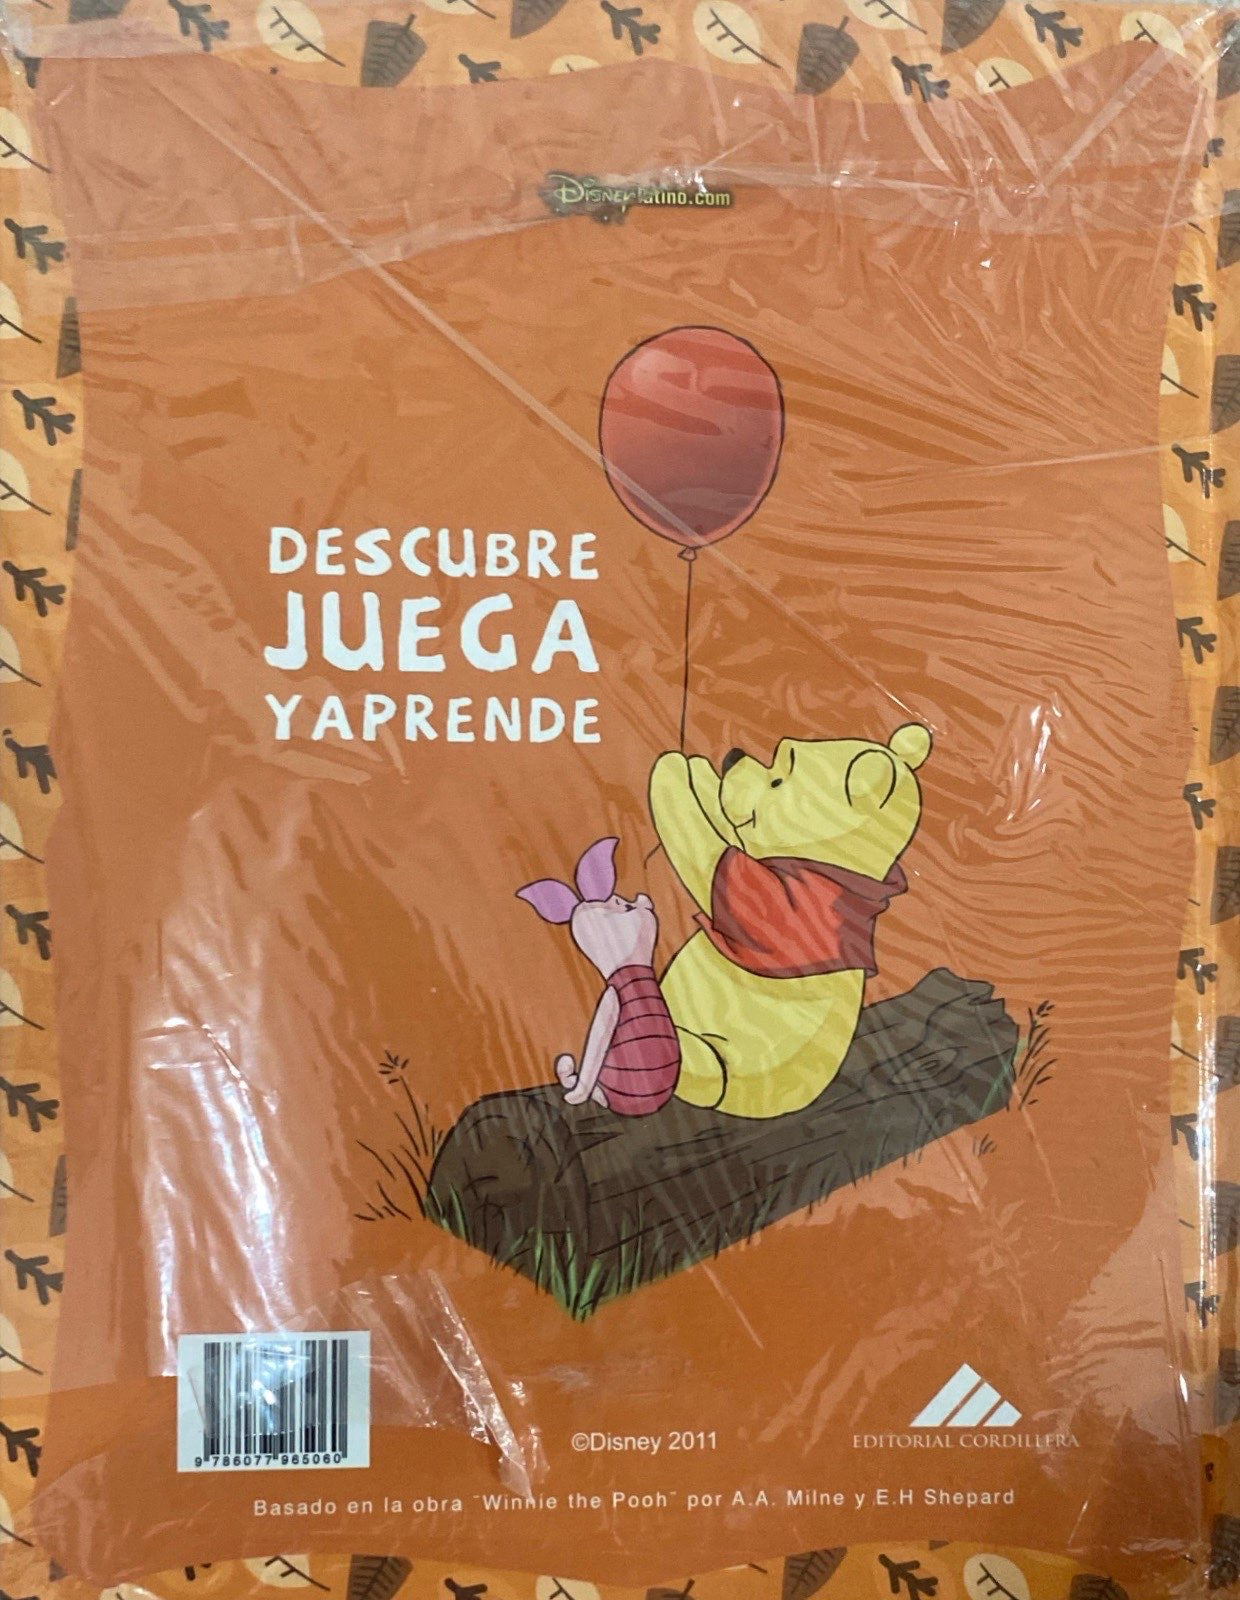 Disneylatino.com
DESCUBRE
JUEGA
Y APRENDE
9 786077 965060
©Disney 2011
EDITORIAL CORDILLERA
Basado en la obra ¨Winnie the Pooh¨ por A.A. Milne y E.H Shepard